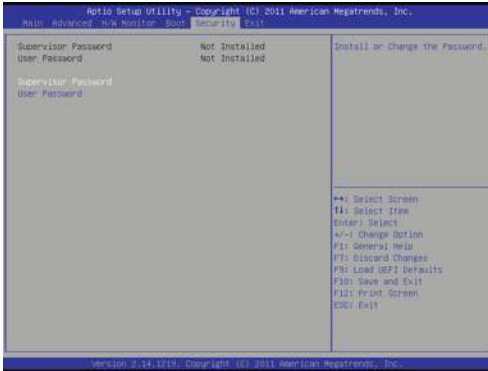 Aptio Setup Utility - Copyright (C) 2011 American Megatrends, Inc.
Main Advanced H/W Monitor Boot Security Exit
Supervisor Password Not Installed
User Password Not Installed
Supervisor Password
User Password
Install or Change the Password.
→←: Select Screen
↑↓: Select Item
Enter: Select
+/-: Change Option
F1: General Help
F7: Discard Changes
F9: Load UEFI Defaults
F10: Save and Exit
F12: Print Screen
ESC: Exit
Version 2.14.1219. Copyright (C) 2011 American Megatrends, Inc.